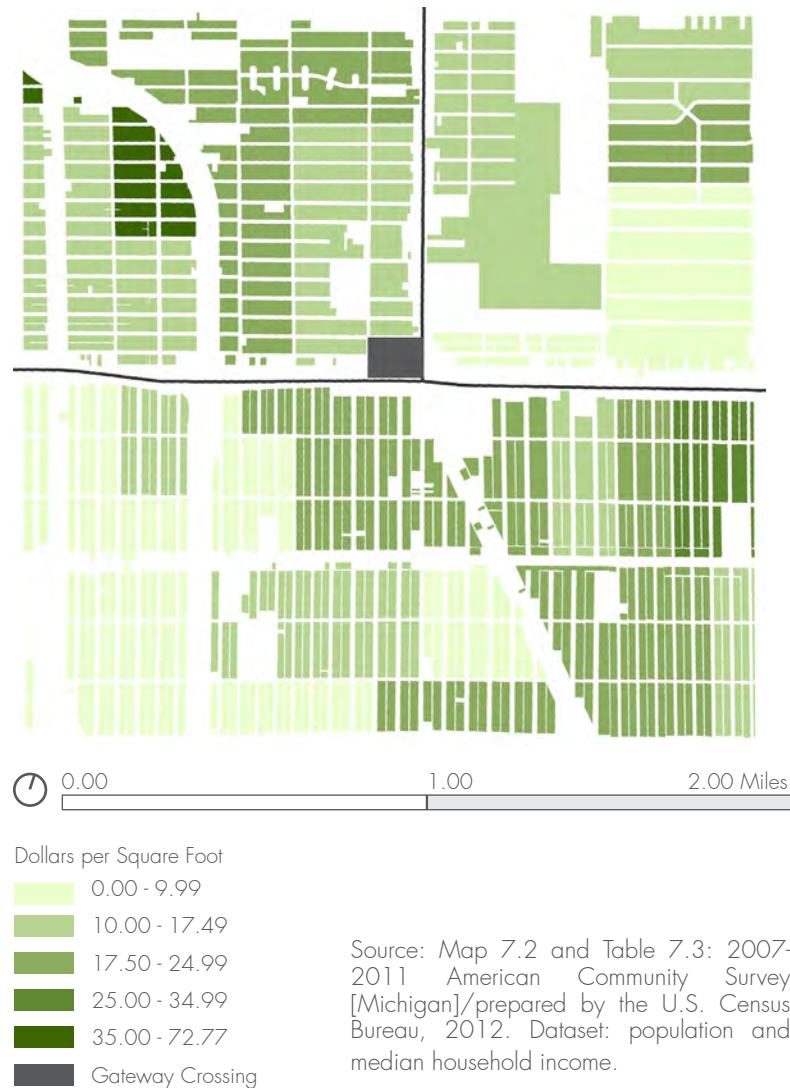 0.00 1.00 2.00 Miles
Dollars per Square Foot
0.00 - 9.99
10.00 - 17.49
17.50 - 24.99
25.00 - 34.99
35.00 - 72.77
Gateway Crossing
Source: Map 7.2 and Table 7.3: 2007-
2011 American Community Survey
[Michigan]/prepared by the U.S. Census
Bureau, 2012. Dataset: population and
median household income.